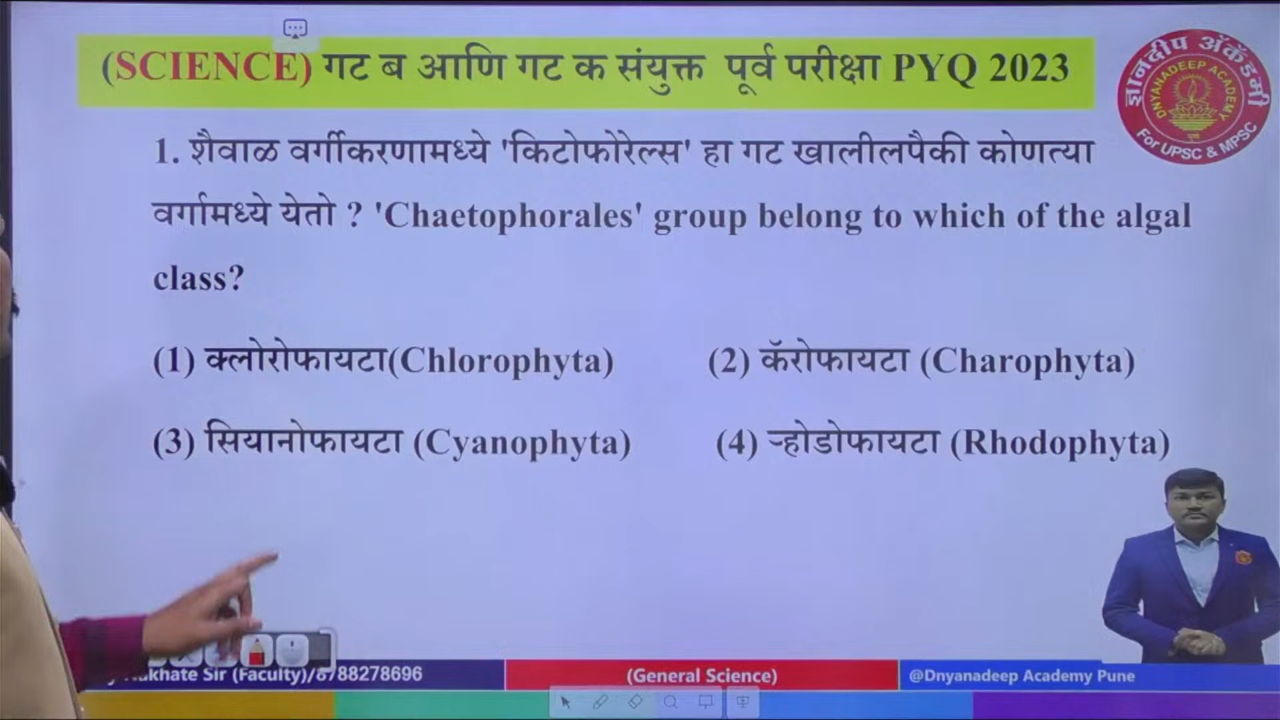 (SCIENCE) गट ब आणि गट क संयुक्त पूर्व परीक्षा PYQ 2023
ज्ञानदीप अॅकॅडमी
DNYANADEEP ACADEMY
पुणे
For UPSC & MPSC
1. शैवाळ वर्गीकरणामध्ये 'किटोफोरेल्स' हा गट खालीलपैकी कोणत्या
वर्गामध्ये येतो ? 'Chaetophorales' group belong to which of the algal
class?
(1) क्लोरोफायटा(Chlorophyta) (2) कॅरोफायटा (Charophyta)
(3) सियानोफायटा (Cyanophyta) (4) ऱ्होडोफायटा (Rhodophyta)
Sir (Faculty)/8788278696
(General Science)
@Dnyanadeep Academy Pune